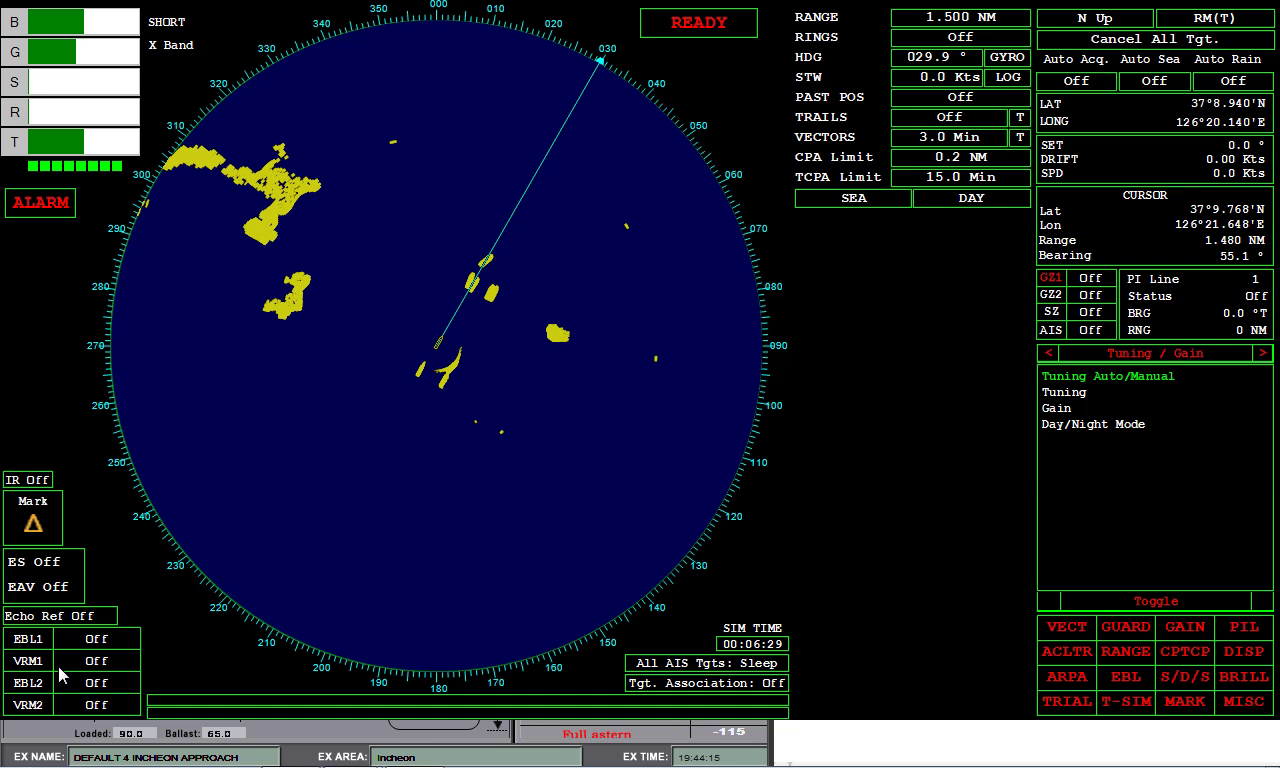 B
G
S
R
T
SHORT
X Band
ALARM
READY
000
010
020
030
040
050
060
070
080
090
100
110
120
130
140
150
160
170
180
190
200
210
220
230
240
250
260
270
280
290
300
310
320
330
340
350
RANGE 1.500 NM
RINGS Off
HDG 029.9 ° GYRO
STW 0.0 Kts LOG
PAST POS Off
TRAILS Off T
VECTORS 3.0 Min T
CPA Limit 0.2 NM
TCPA Limit 15.0 Min
SEA DAY
N Up RM(T)
Cancel All Tgt.
Auto Acq. Auto Sea Auto Rain
Off Off Off
LAT 37°8.940'N
LONG 126°20.140'E
SET 0.0 °
DRIFT 0.00 Kts
SPD 0.0 Kts
CURSOR
Lat 37°9.768'N
Lon 126°21.648'E
Range 1.480 NM
Bearing 55.1 °
GZ1 Off
GZ2 Off
SZ Off
AIS Off
PI Line 1
Status Off
BRG 0.0 °T
RNG 0 NM
< Tuning / Gain >
Tuning Auto/Manual
Tuning
Gain
Day/Night Mode
Toggle
VECT GUARD GAIN PIL
ACLTR RANGE CPTCP DISP
ARPA EBL S/D/S BRILL
TRIAL T-SIM MARK MISC
IR Off
Mark
ES Off
EAV Off
Echo Ref Off
EBL1 Off
VRM1 Off
EBL2 Off
VRM2 Off
SIM TIME
00:06:29
All AIS Tgts: Sleep
Tgt. Association: Off
Loaded: 90.0 Ballast: 65.0
Full astern -115
EX NAME: DEFAULT 4 INCHEON APPROACH EX AREA: Incheon EX TIME: 19:44:15